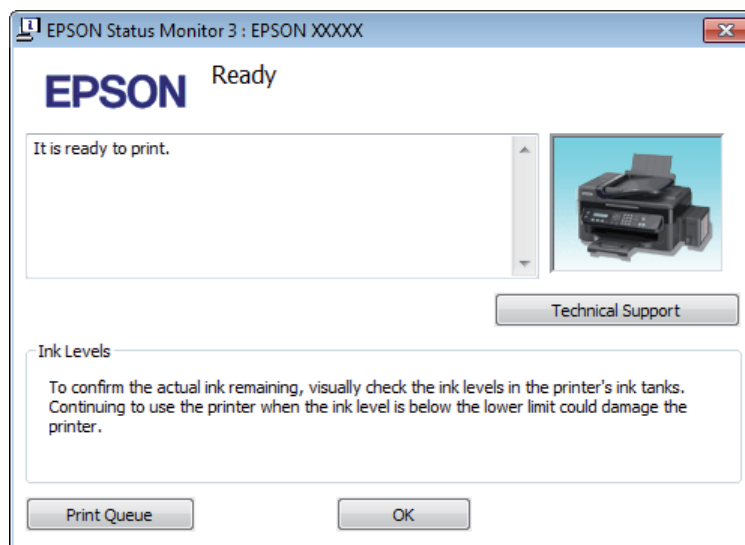 EPSON Status Monitor 3 : EPSON XXXXX
EPSON
Ready
It is ready to print.
Technical Support
Ink Levels
To confirm the actual ink remaining, visually check the ink levels in the printer's ink tanks.
Continuing to use the printer when the ink level is below the lower limit could damage the
printer.
Print Queue
OK